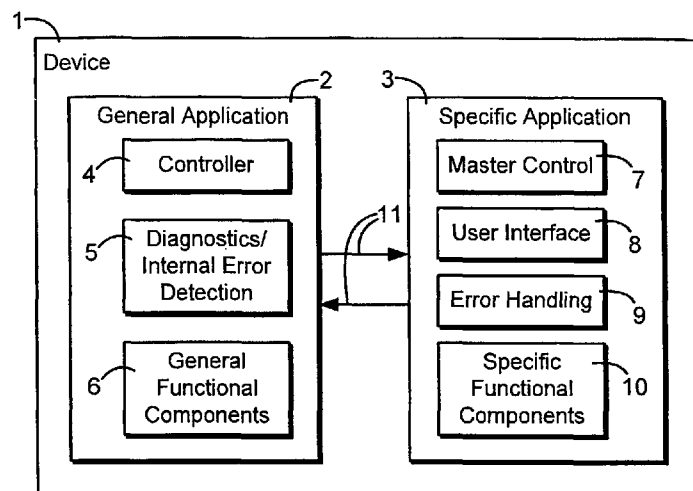 1
Device
2
General Application
4
Controller
5
Diagnostics/
Internal Error
Detection
6
General
Functional
Components
11
3
Specific Application
Master Control
7
User Interface
8
Error Handling
9
Specific
Functional
Components
10